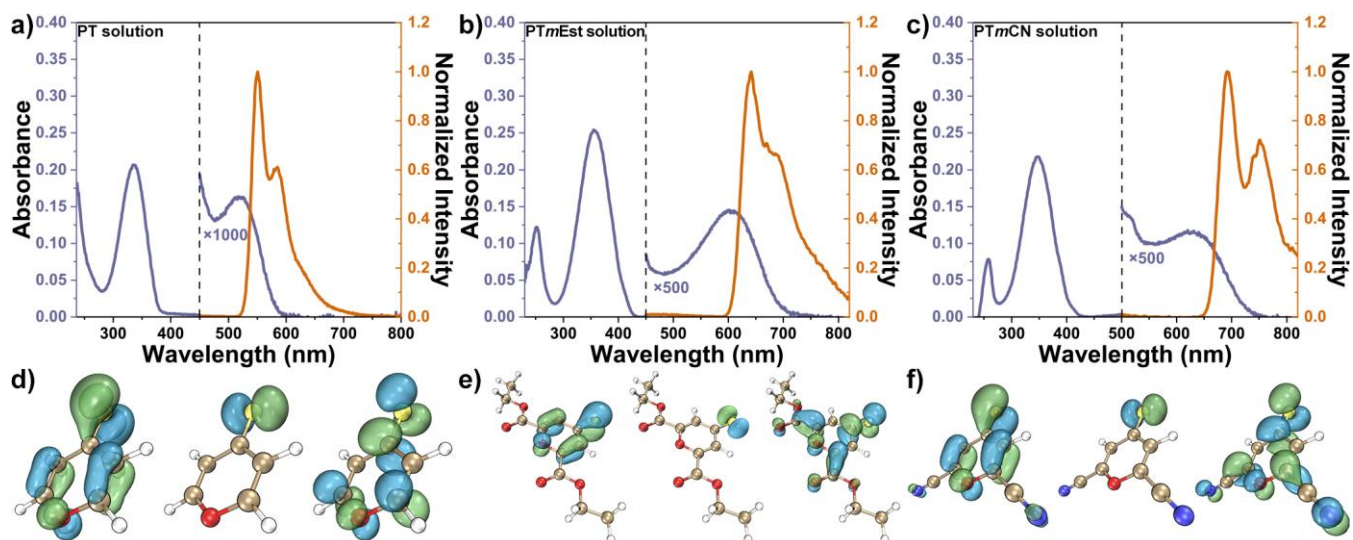 a)
PT solution
Absorbance
0.40
0.35
0.30
0.25
0.20
0.15
0.10
0.05
0.00
×1000
1.2
1.0
0.8
0.6
0.4
0.2
0.0
Normalized Intensity
300 400 500 600 700 800
Wavelength (nm)
b)
PTmEst solution
Absorbance
0.40
0.35
0.30
0.25
0.20
0.15
0.10
0.05
0.00
×500
1.2
1.0
0.8
0.6
0.4
0.2
0.0
Normalized Intensity
300 400 500 600 700 800
Wavelength (nm)
c)
PTmCN solution
Absorbance
0.40
0.35
0.30
0.25
0.20
0.15
0.10
0.05
0.00
×500
1.2
1.0
0.8
0.6
0.4
0.2
0.0
Normalized Intensity
300 400 500 600 700 800
Wavelength (nm)
d)
e)
f)